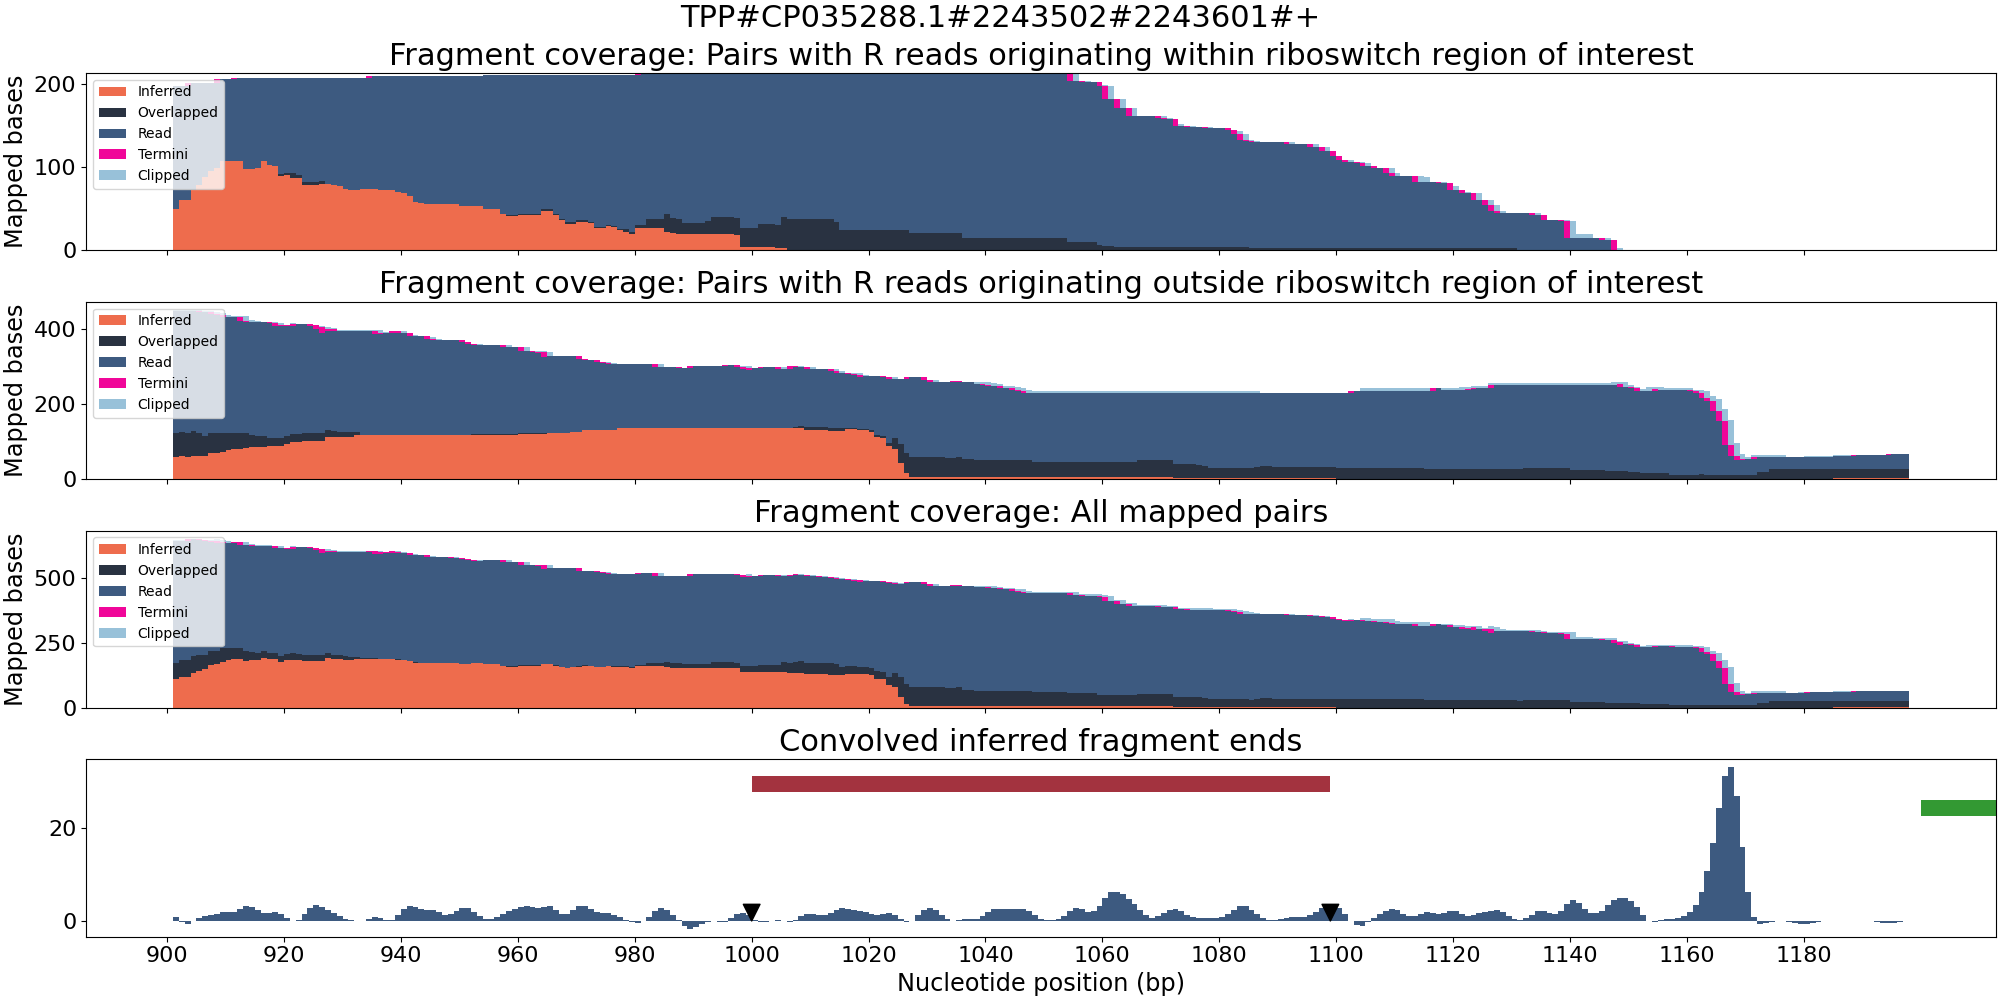 TPP#CP035288.1#2243502#2243601#+
Fragment coverage: Pairs with R reads originating within riboswitch region of interest
Mapped bases
200
100
0
Inferred
Overlapped
Read
Termini
Clipped
Fragment coverage: Pairs with R reads originating outside riboswitch region of interest
Mapped bases
400
200
0
Inferred
Overlapped
Read
Termini
Clipped
Fragment coverage: All mapped pairs
Mapped bases
500
250
0
Inferred
Overlapped
Read
Termini
Clipped
Convolved inferred fragment ends
20
0
900 920 940 960 980 1000 1020 1040 1060 1080 1100 1120 1140 1160 1180
Nucleotide position (bp)